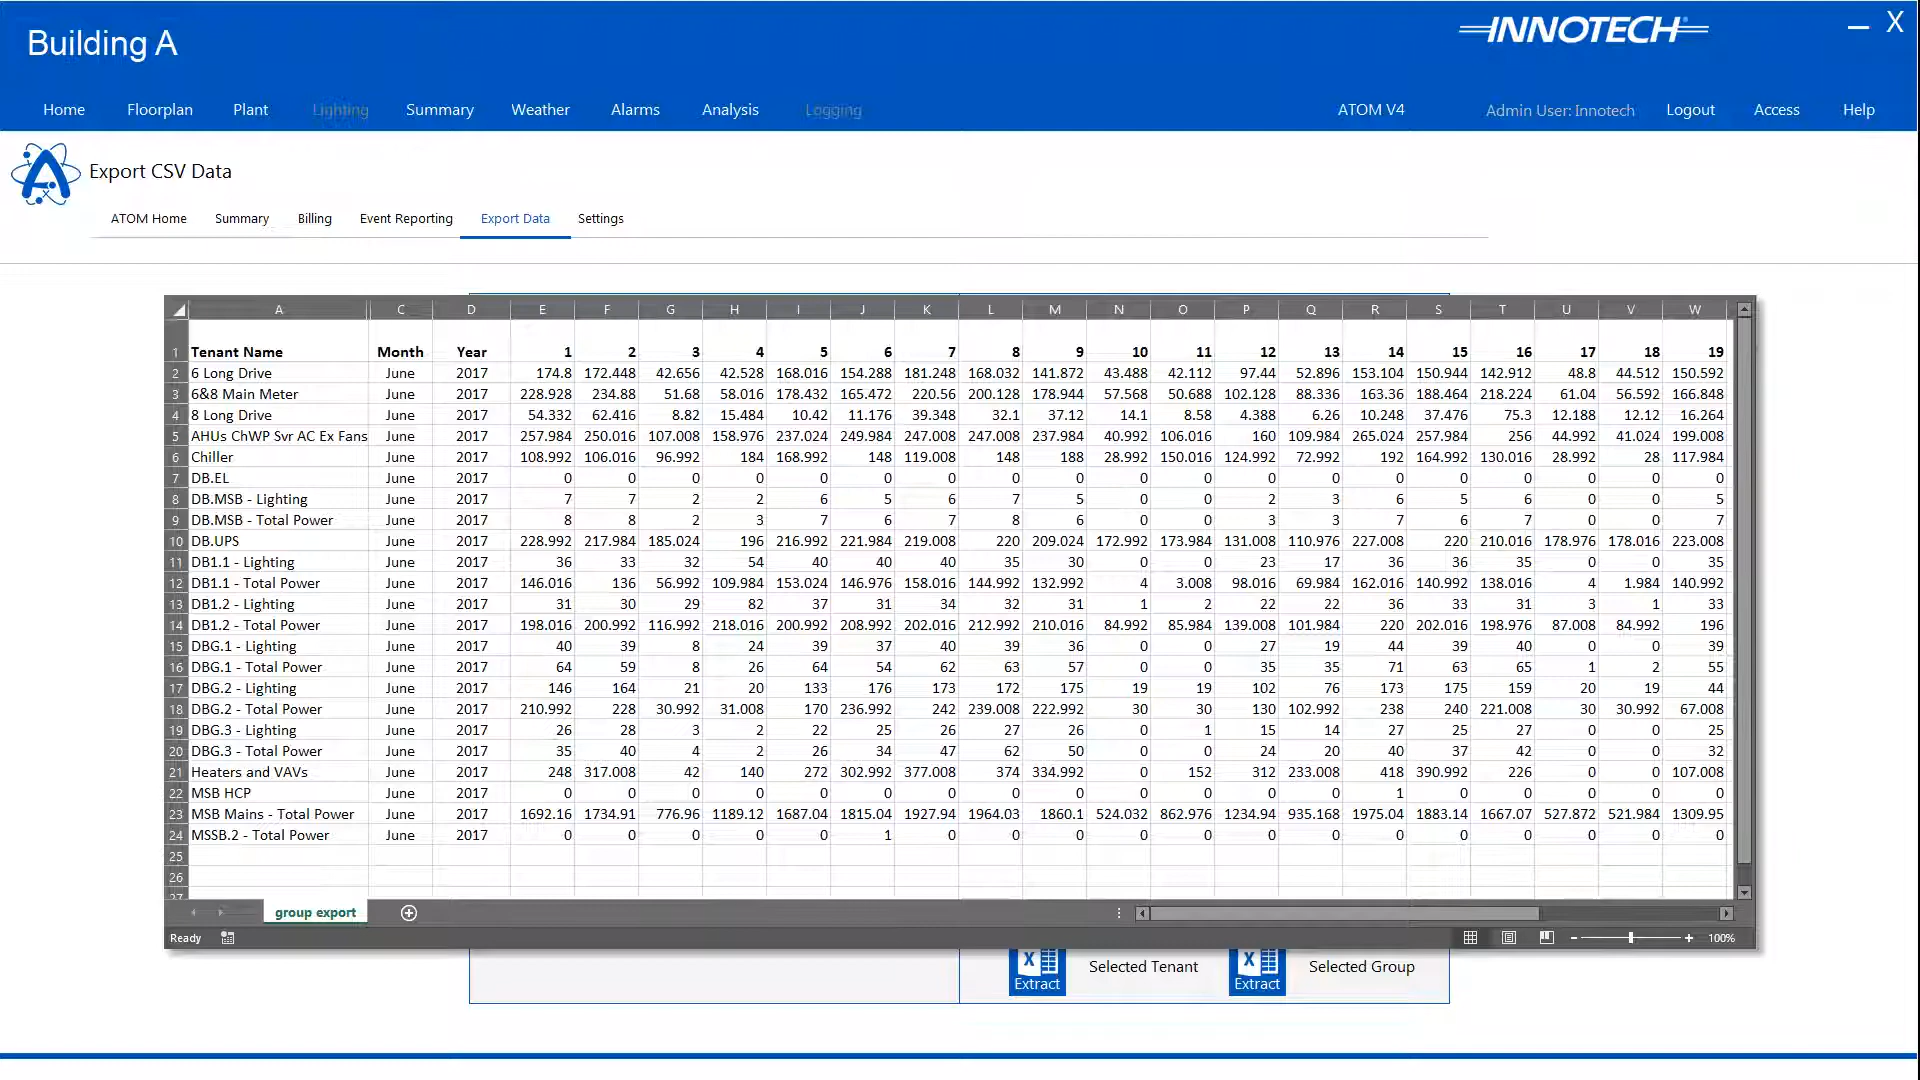 Building A
INNOTECH
X
Home Floorplan Plant Lighting Summary Weather Alarms Analysis Logging ATOM V4 Admin User: Innotech Logout Access Help
Export CSV Data
ATOM Home Summary Billing Event Reporting Export Data Settings
A C D E F G H I J K L M N O P Q R S T U V W
1 Tenant Name Month Year 1 2 3 4 5 6 7 8 9 10 11 12 13 14 15 16 17 18 19
2 6 Long Drive June 2017 174.8 172.448 42.656 42.528 168.016 154.288 181.248 168.032 141.872 43.488 42.112 97.44 52.896 153.104 150.944 142.912 48.8 44.512 150.592
3 6&8 Main Meter June 2017 228.928 234.88 51.68 58.016 178.432 165.472 220.56 200.128 178.944 57.568 50.688 102.128 88.336 163.36 188.464 218.224 61.04 56.592 166.848
4 8 Long Drive June 2017 54.332 62.416 8.82 15.484 10.42 11.176 39.348 32.1 37.12 14.1 8.58 4.388 6.26 10.248 37.476 75.3 12.188 12.12 16.264
5 AHUs ChWP Svr AC Ex Fans June 2017 257.984 250.016 107.008 158.976 237.024 249.984 247.008 247.008 237.984 40.992 106.016 160 109.984 265.024 257.984 256 44.992 41.024 199.008
6 Chiller June 2017 108.992 106.016 96.992 184 168.992 148 119.008 148 188 28.992 150.016 124.992 72.992 192 164.992 130.016 28.992 28 117.984
7 DB.EL June 2017 0 0 0 0 0 0 0 0 0 0 0 0 0 0 0 0 0 0 0
8 DB.MSB - Lighting June 2017 7 7 2 2 6 5 6 7 5 0 0 2 3 6 5 6 0 0 5
9 DB.MSB - Total Power June 2017 8 8 2 3 7 6 7 8 6 0 0 3 3 7 6 7 0 0 7
10 DB.UPS June 2017 228.992 217.984 185.024 196 216.992 221.984 219.008 220 209.024 172.992 173.984 131.008 110.976 227.008 220 210.016 178.976 178.016 223.008
11 DB1.1 - Lighting June 2017 36 33 32 54 40 40 40 35 30 0 0 23 17 36 36 35 0 0 35
12 DB1.1 - Total Power June 2017 146.016 136 56.992 109.984 153.024 146.976 158.016 144.992 132.992 4 3.008 98.016 69.984 162.016 140.992 138.016 4 1.984 140.992
13 DB1.2 - Lighting June 2017 31 30 29 82 37 31 34 32 31 1 2 22 22 36 33 31 3 1 33
14 DB1.2 - Total Power June 2017 198.016 200.992 116.992 218.016 200.992 208.992 202.016 212.992 210.016 84.992 85.984 139.008 101.984 220 202.016 198.976 87.008 84.992 196
15 DBG.1 - Lighting June 2017 40 39 8 24 39 37 40 39 36 0 0 27 19 44 39 40 0 0 39
16 DBG.1 - Total Power June 2017 64 59 8 26 64 54 62 63 57 0 0 35 35 71 63 65 1 2 55
17 DBG.2 - Lighting June 2017 146 164 21 20 133 176 173 172 175 19 19 102 76 173 175 159 20 19 44
18 DBG.2 - Total Power June 2017 210.992 228 30.992 31.008 170 236.992 242 239.008 222.992 30 30 130 102.992 238 240 221.008 30 30.992 67.008
19 DBG.3 - Lighting June 2017 26 28 3 2 22 25 26 27 26 0 1 15 14 27 25 27 0 0 25
20 DBG.3 - Total Power June 2017 35 40 4 2 26 34 47 62 50 0 0 24 20 40 37 42 0 0 32
21 Heaters and VAVs June 2017 248 317.008 42 140 272 302.992 377.008 374 334.992 0 152 312 233.008 418 390.992 226 0 0 107.008
22 MSB HCP June 2017 0 0 0 0 0 0 0 0 0 0 0 0 0 1 0 0 0 0 0
23 MSB Mains - Total Power June 2017 1692.16 1734.91 776.96 1189.12 1687.04 1815.04 1927.94 1964.03 1860.1 524.032 862.976 1234.94 935.168 1975.04 1883.14 1667.07 527.872 521.984 1309.95
24 MSSB.2 - Total Power June 2017 0 0 0 0 0 1 0 0 0 0 0 0 0 0 0 0 0 0 0
25
26
27
group export
Ready 100%
Extract Selected Tenant Extract Selected Group